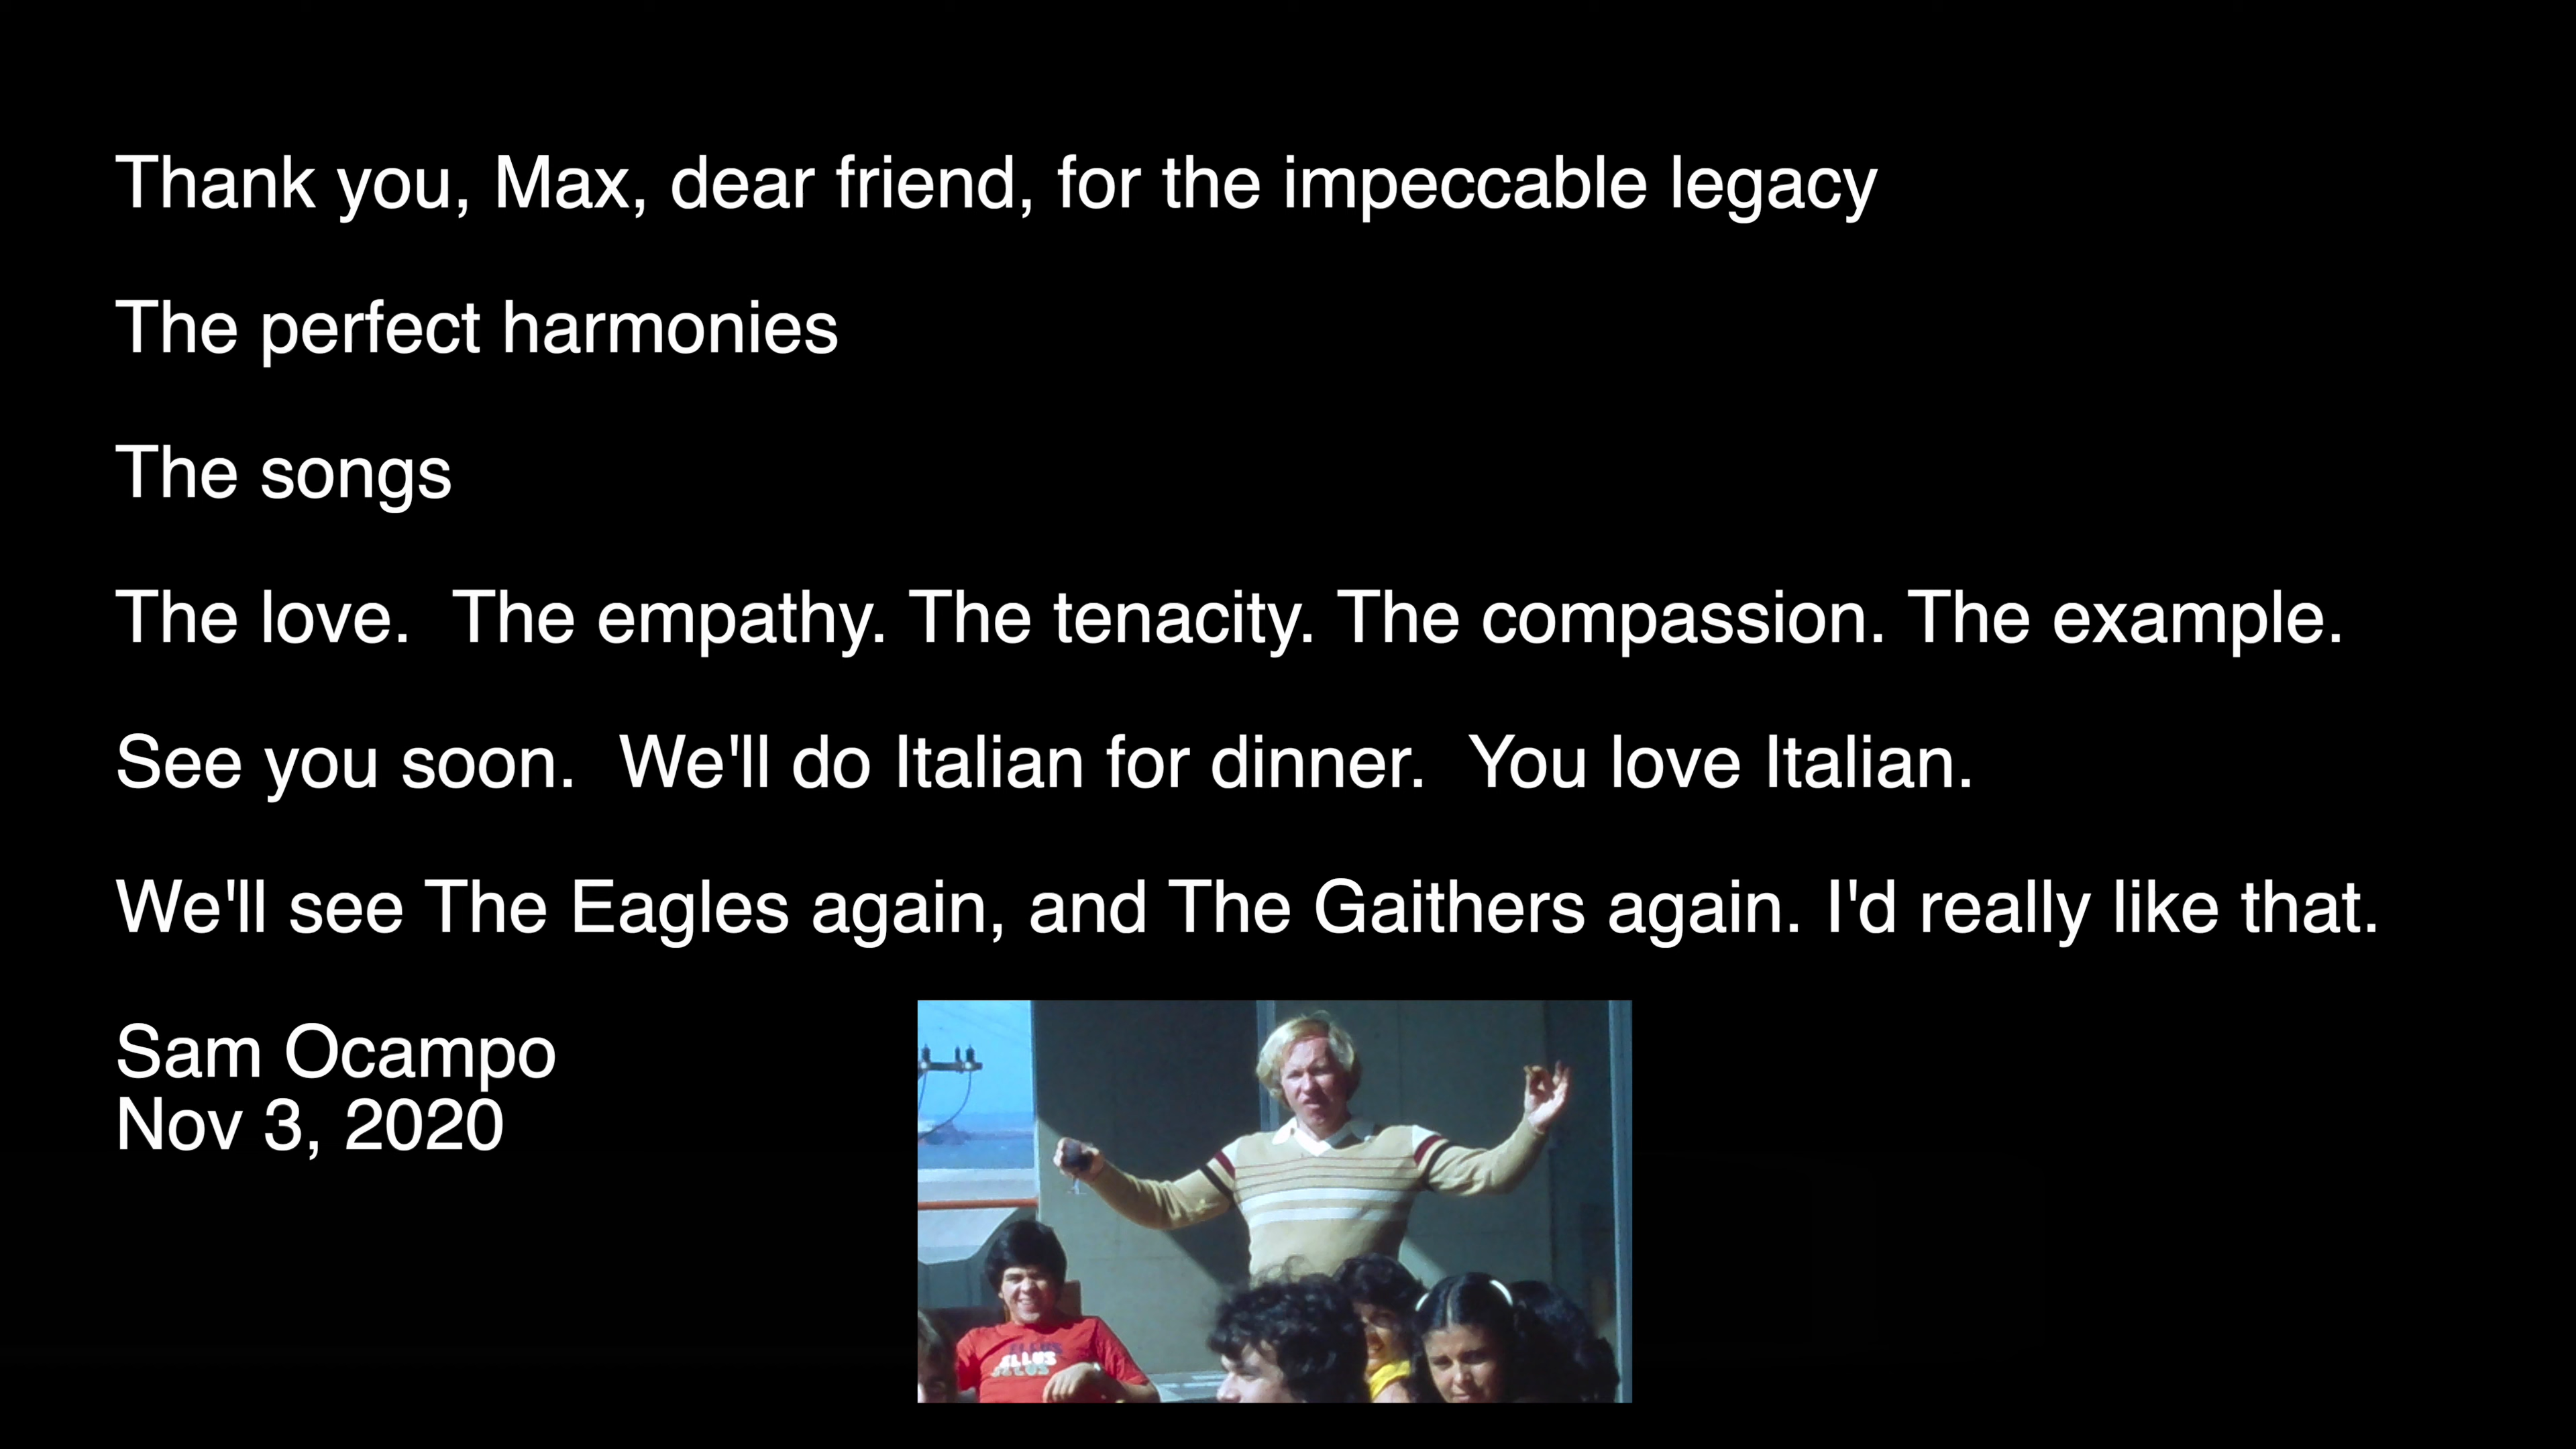 Thank you, Max, dear friend, for the impeccable legacy
The perfect harmonies
The songs
The love.  The empathy. The tenacity. The compassion. The example.
See you soon.  We'll do Italian for dinner.  You love Italian.
We'll see The Eagles again, and The Gaithers again. I'd really like that.
Sam Ocampo
Nov 3, 2020